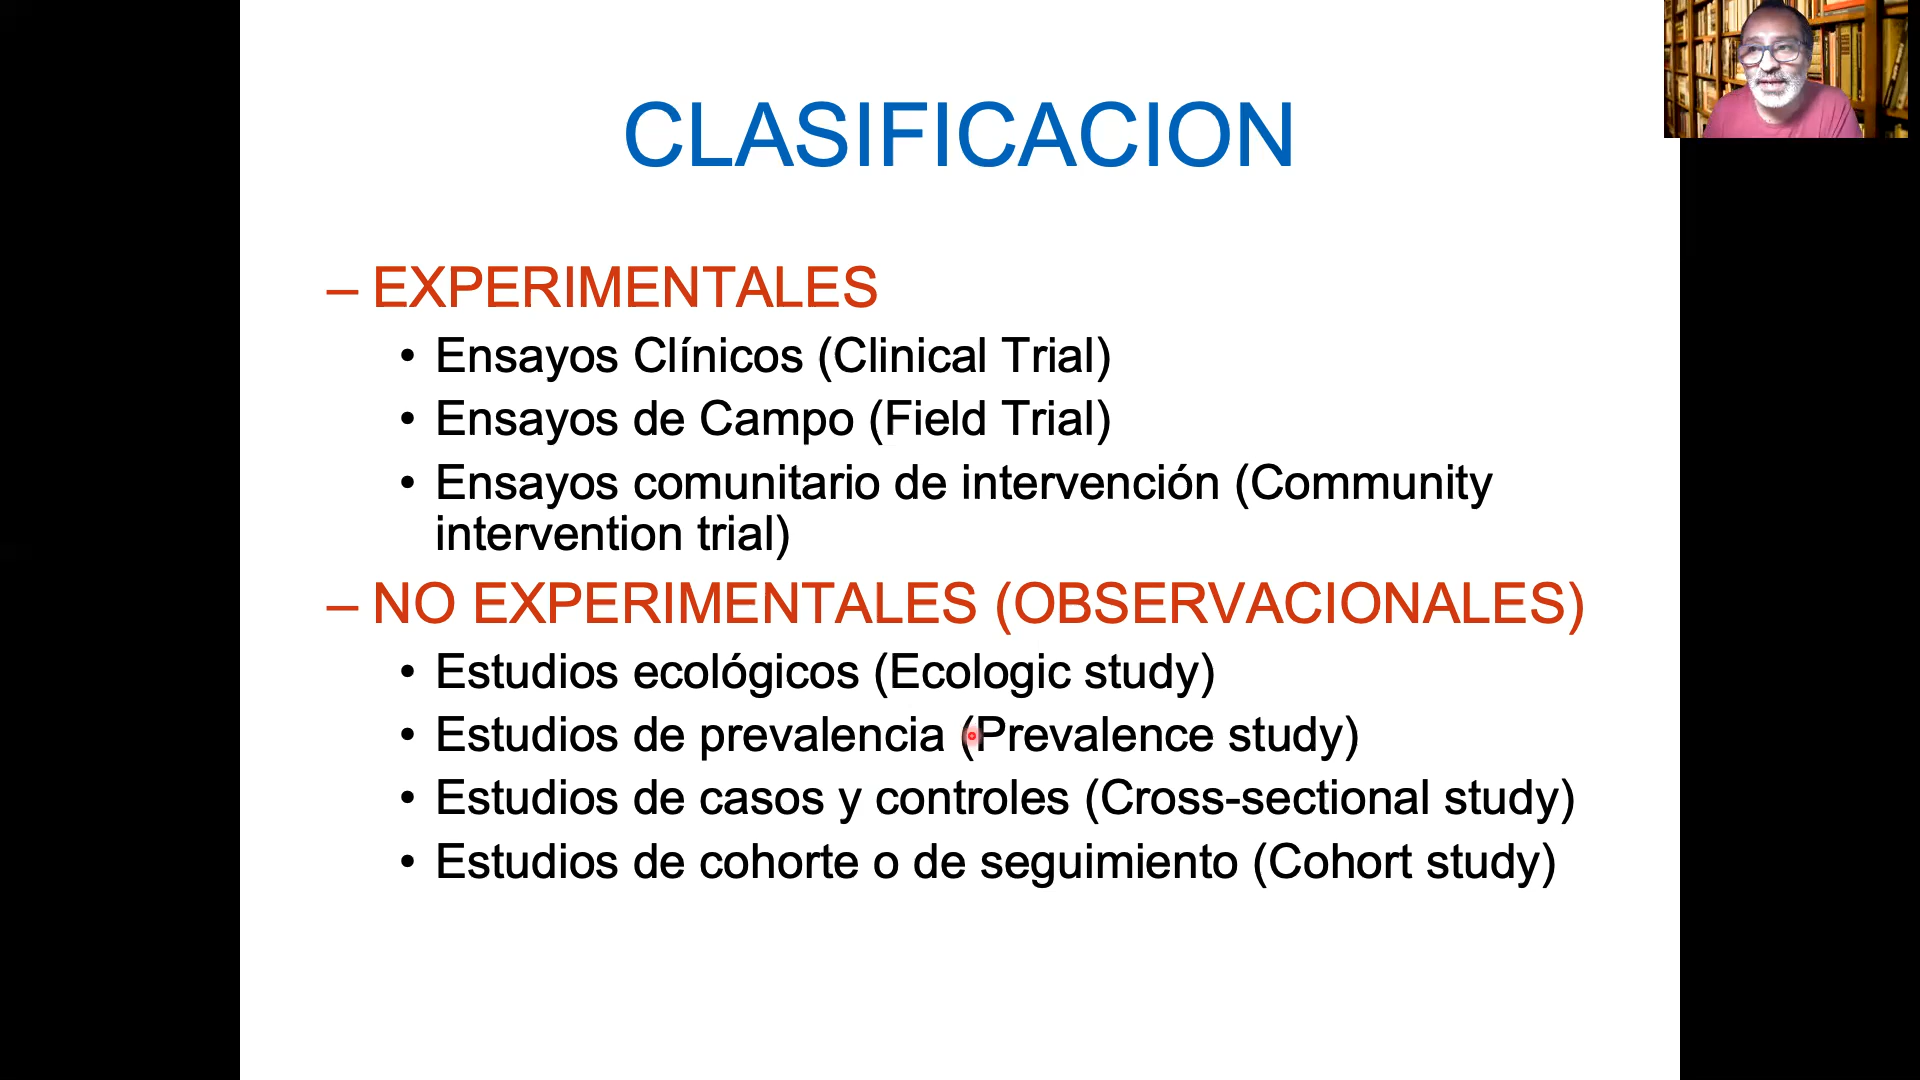 CLASIFICACION
– EXPERIMENTALES
• Ensayos Clínicos (Clinical Trial)
• Ensayos de Campo (Field Trial)
• Ensayos comunitario de intervención (Community
intervention trial)
– NO EXPERIMENTALES (OBSERVACIONALES)
• Estudios ecológicos (Ecologic study)
• Estudios de prevalencia (Prevalence study)
• Estudios de casos y controles (Cross-sectional study)
• Estudios de cohorte o de seguimiento (Cohort study)